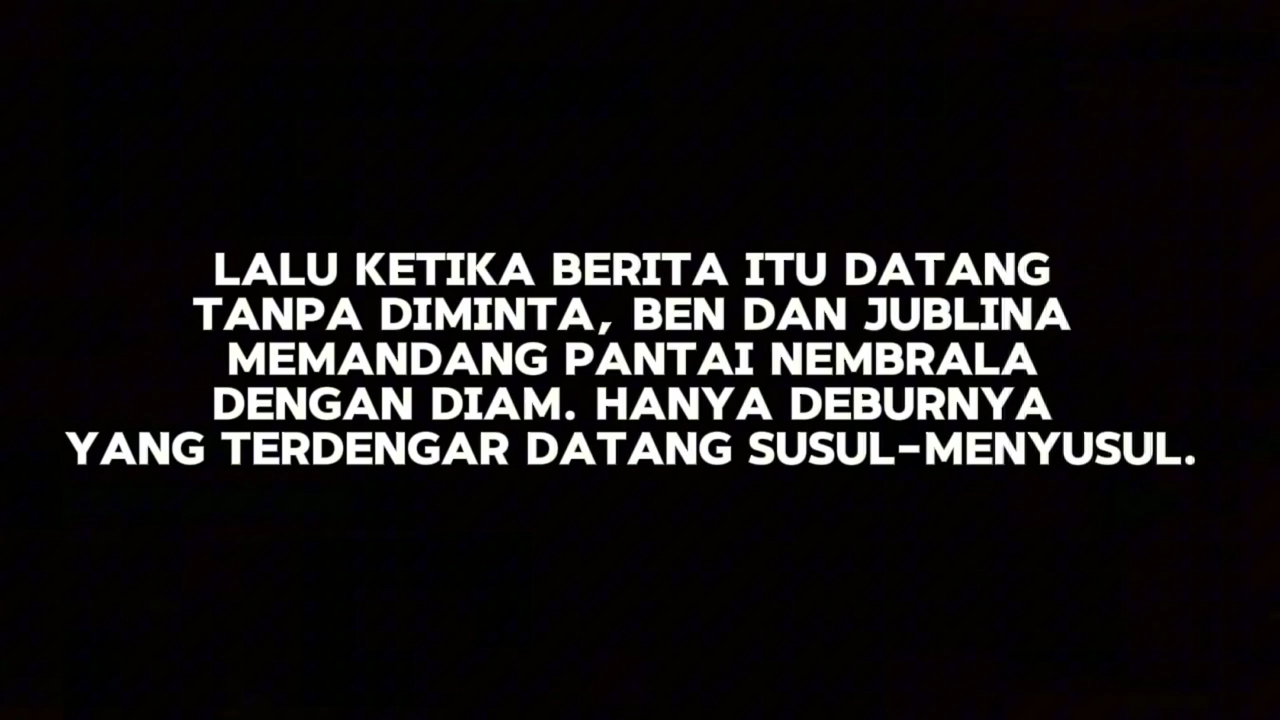 LALU KETIKA BERITA ITU DATANG
TANPA DIMINTA, BEN DAN JUBLINA
MEMANDANG PANTAI NEMBRALA
DENGAN DIAM. HANYA DEBURNYA
YANG TERDENGAR DATANG SUSUL-MENYUSUL.